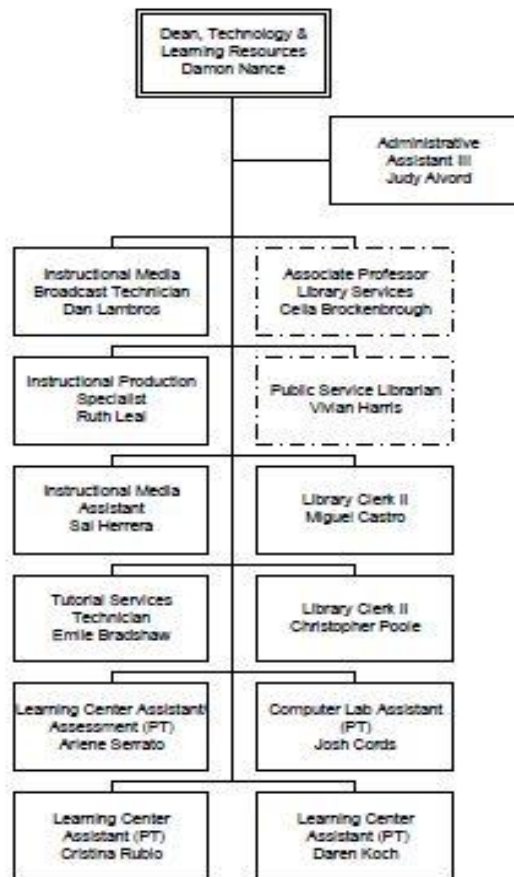 Dean, Technology &
Learning Resources
Damon Nance
Administrative
Assistant III
Judy Alvord
Instructional Media
Broadcast Technician
Dan Lambros
Associate Professor
Library Services
Celia Brockenbrough
Instructional Production
Specialist
Ruth Leal
Public Service Librarian
Vivian Harris
Instructional Media
Assistant
Sal Herrera
Library Clerk II
Miguel Castro
Tutorial Services
Technician
Emile Bradshaw
Library Clerk II
Christopher Poole
Learning Center Assistant/
Assessment (PT)
Arlene Serrato
Computer Lab Assistant
(PT)
Josh Cords
Learning Center
Assistant (PT)
Cristina Rubio
Learning Center
Assistant (PT)
Daren Koch